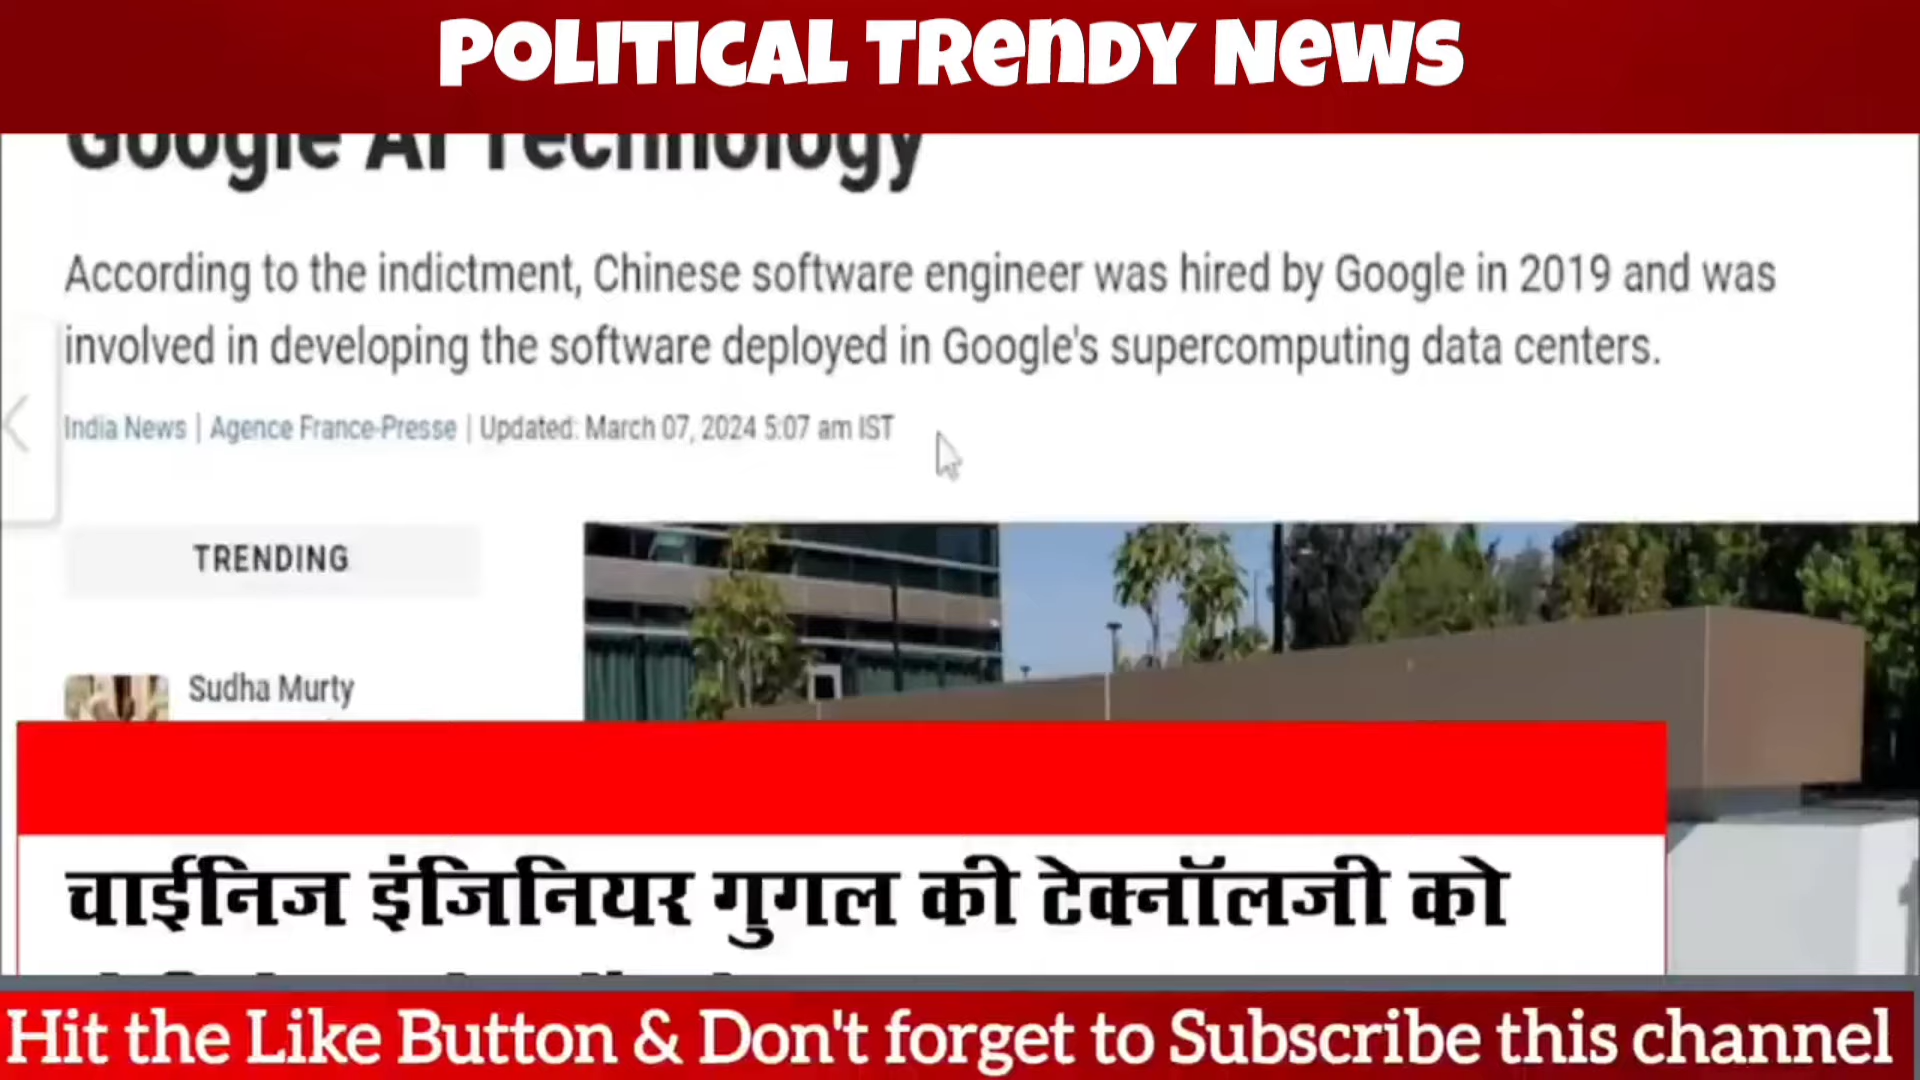 POLITICAL TRENDY NEWS
Google AI Technology
According to the indictment, Chinese software engineer was hired by Google in 2019 and was
involved in developing the software deployed in Google's supercomputing data centers.
India News | Agence France-Presse | Updated: March 07, 2024 5:07 am IST
TRENDING
Sudha Murty
चाईनिज इंजिनियर गुगल की टेक्नॉलजी को
Hit the Like Button & Don't forget to Subscribe this channel